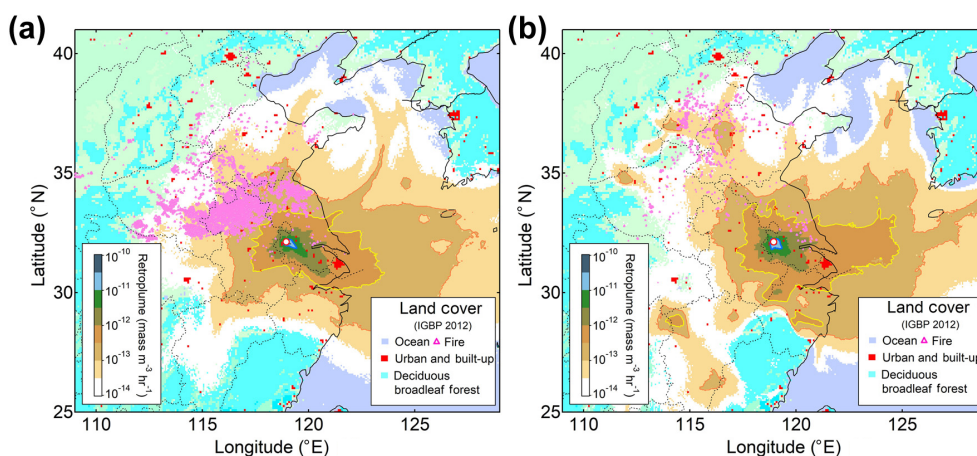 (a)
(b)
Latitude (° N)
40
35
30
25
110
115
120
125
Longitude (°E)
10⁻¹⁰
10⁻¹¹
10⁻¹²
10⁻¹³
10⁻¹⁴
Retroplume (mass m⁻³ hr⁻¹)
Land cover
(IGBP 2012)
Ocean
Fire
Urban and built-up
Deciduous
broadleaf forest
Latitude (° N)
40
35
30
25
110
115
120
125
Longitude (°E)
10⁻¹⁰
10⁻¹¹
10⁻¹²
10⁻¹³
10⁻¹⁴
Retroplume (mass m⁻³ hr⁻¹)
Land cover
(IGBP 2012)
Ocean
Fire
Urban and built-up
Deciduous
broadleaf forest